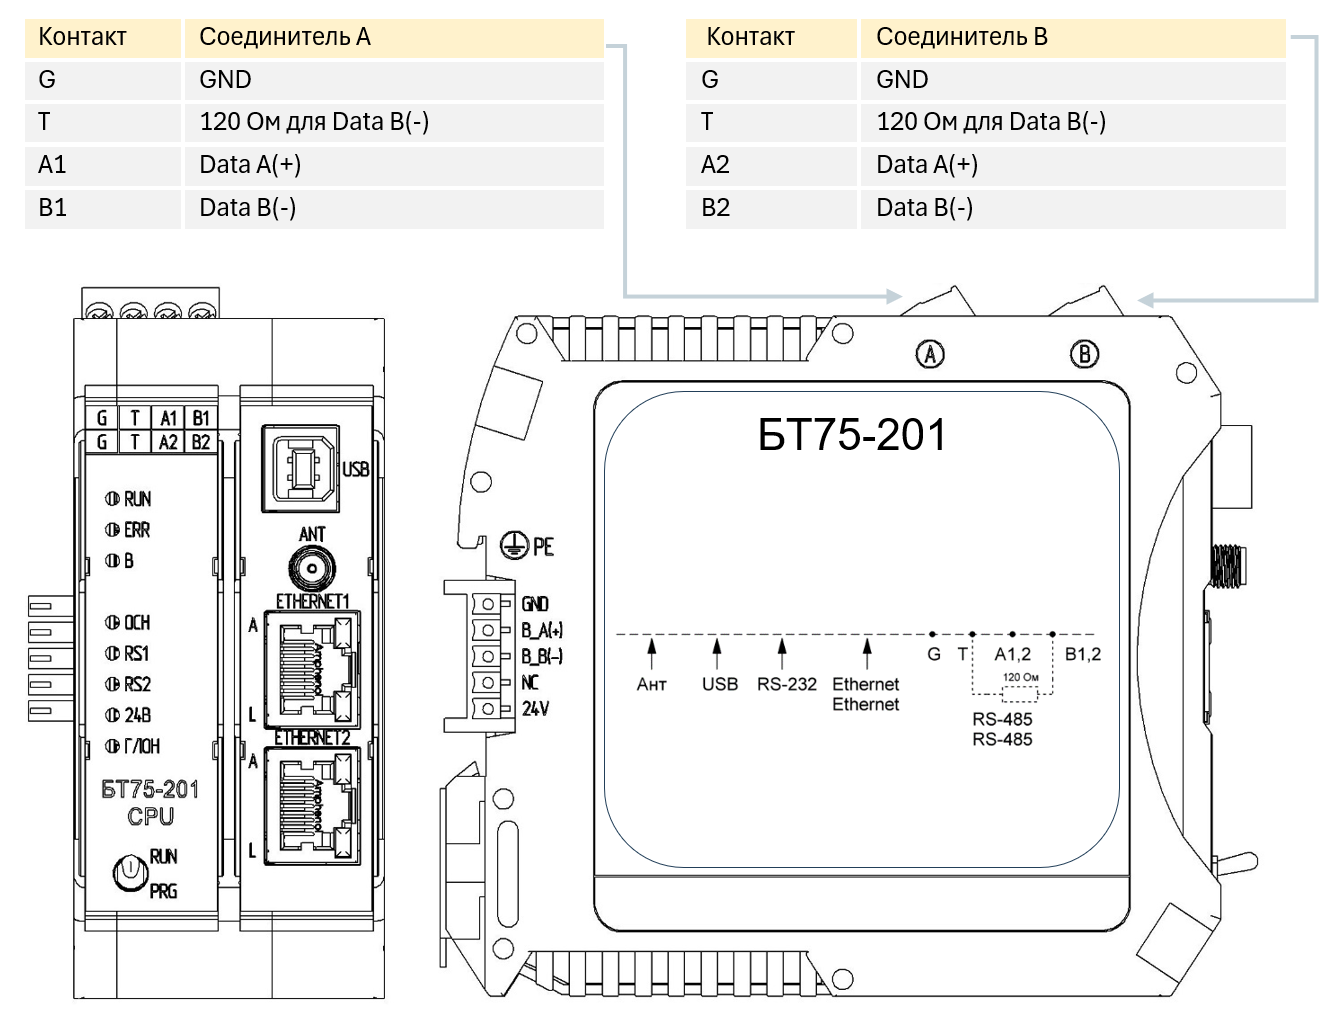 Контакт Соединитель А
G GND
T 120 Ом для Data B(-)
A1 Data A(+)
B1 Data B(-)
Контакт Соединитель В
G GND
T 120 Ом для Data B(-)
A2 Data A(+)
B2 Data B(-)
G T A1 B1
G T A2 B2
RUN
ERR
B
ОСН
RS1
RS2
24В
Г/ЮН
БТ75-201
CPU
RUN
PRG
USB
ANT
ETHERNET1
A
Amphenol
L
ETHERNET2
A
Amphenol
L
A
B
БТ75-201
PE
GND
B_A(+)
B_B(-)
NC
24V
G T A1,2 B1,2
Ант USB RS-232 Ethernet
Ethernet
120 Ом
RS-485
RS-485